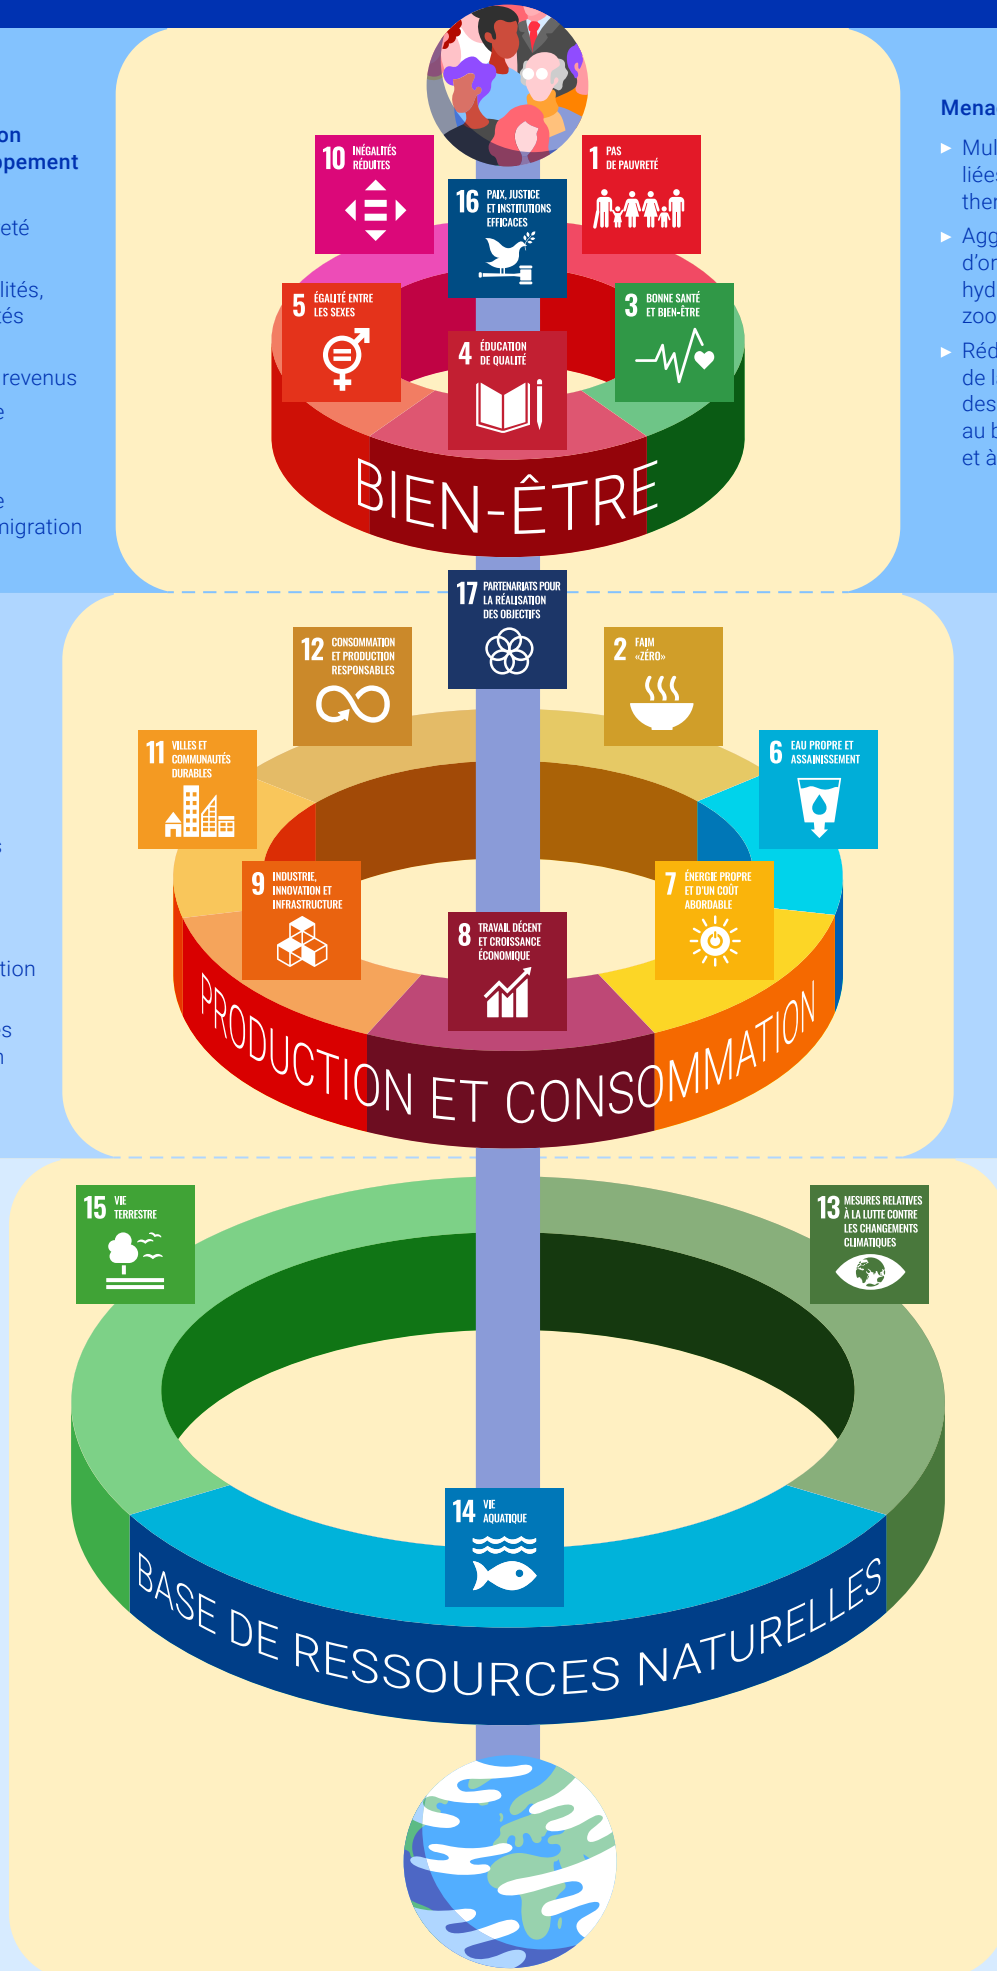 on
ppement
eté
lités,
tés
revenus
e
e
migration
Mena
Mul
liées
ther
Agg
d'or
hyd
zoo
Réd
de l
des
au b
et à
10 INÉGALITÉS
RÉDUITES
16 PAIX, JUSTICE
ET INSTITUTIONS
EFFICACES
1 PAS
DE PAUVRETÉ
5 ÉGALITÉ ENTRE
LES SEXES
4 ÉDUCATION
DE QUALITÉ
3 BONNE SANTÉ
ET BIEN-ÊTRE
BIEN-ÊTRE
17 PARTENARIATS POUR
LA RÉALISATION
DES OBJECTIFS
12 CONSOMMATION
ET PRODUCTION
RESPONSABLES
2 FAIM
«ZÉRO»
11 VILLES ET
COMMUNAUTÉS
DURABLES
6 EAU PROPRE ET
ASSAINISSEMENT
s
9 INDUSTRIE,
INNOVATION ET
INFRASTRUCTURE
8 TRAVAIL DÉCENT
ET CROISSANCE
ÉCONOMIQUE
7 ÉNERGIE PROPRE
ET D'UN COÛT
ABORDABLE
tion
es
n
PRODUCTION ET CONSOMMATION
15 VIE
TERRESTRE
13 MESURES RELATIVES
À LA LUTTE CONTRE
LES CHANGEMENTS
CLIMATIQUES
14 VIE
AQUATIQUE
BASE DE RESSOURCES NATURELLES